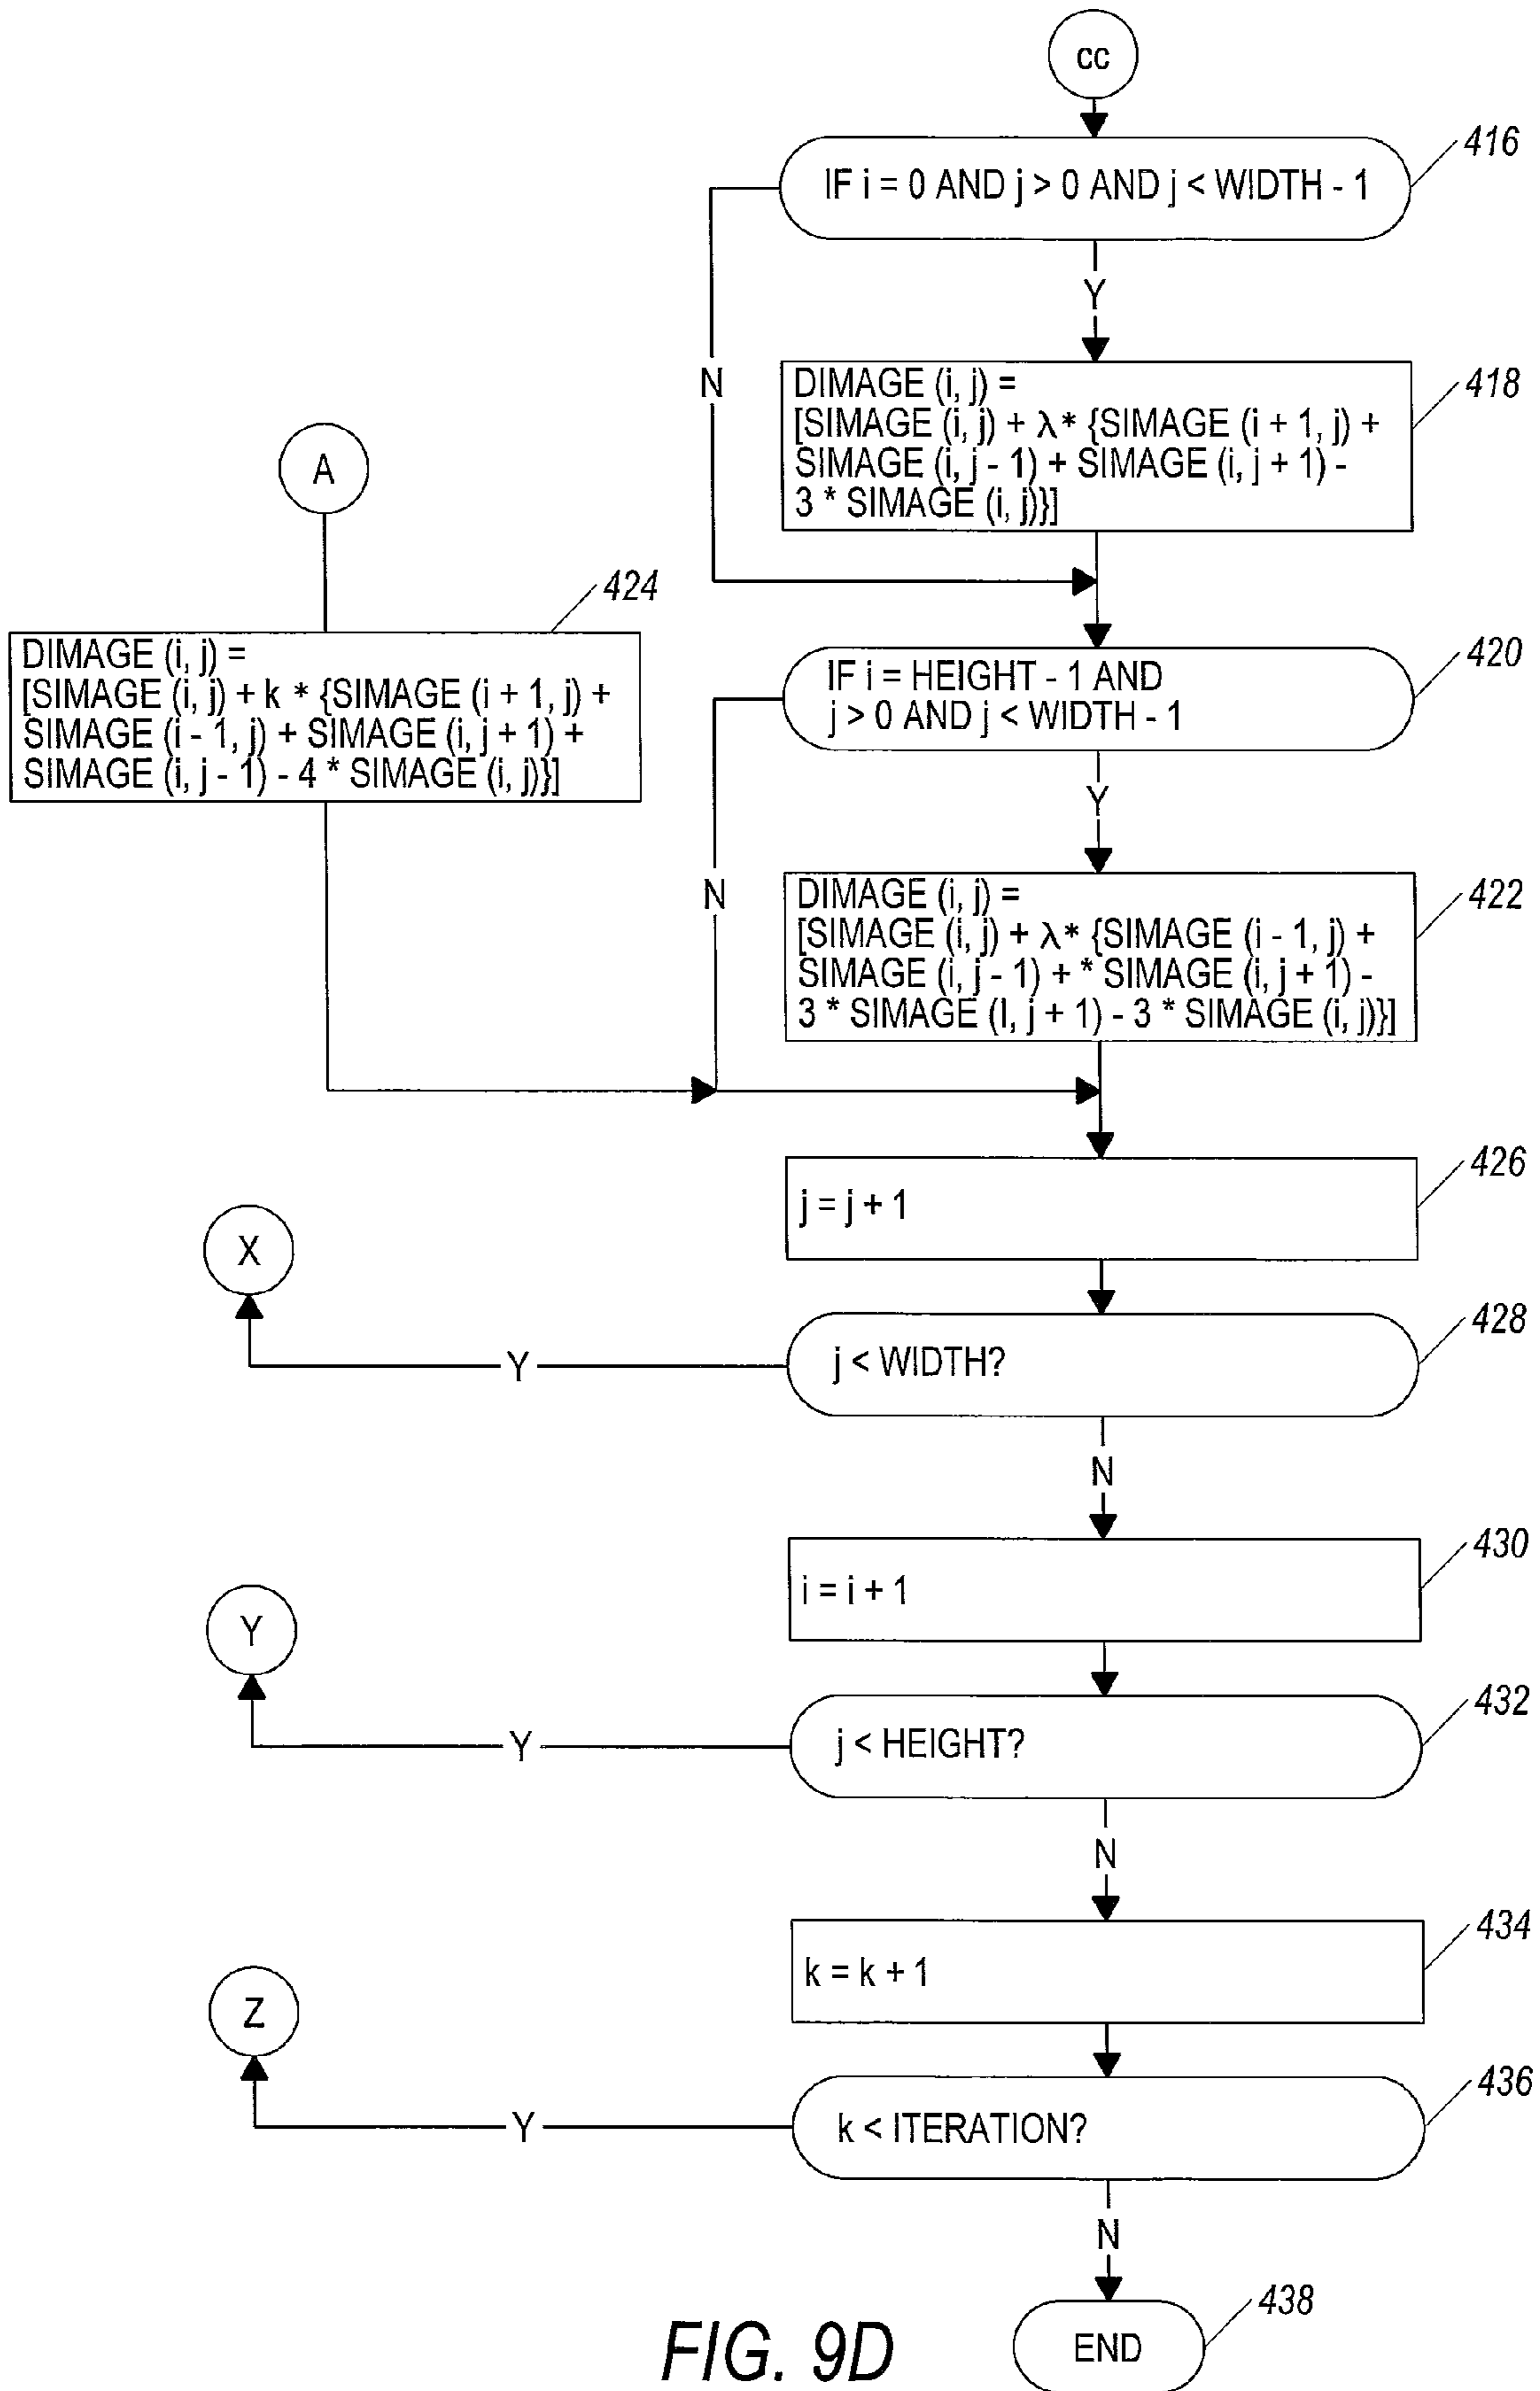 cc
416
IF i = 0 AND j > 0 AND j < WIDTH - 1
Y
N
418
DIMAGE (i, j) =
[SIMAGE (i, j) + λ* {SIMAGE (i + 1, j) +
SIMAGE (i, j - 1) + SIMAGE (i, j + 1) -
3 * SIMAGE (i, j)}]
A
424
DIMAGE (i, j) =
[SIMAGE (i, j) + k * {SIMAGE (i + 1, j) +
SIMAGE (i - 1, j) + SIMAGE (i, j + 1) +
SIMAGE (i, j - 1) - 4 * SIMAGE (i, j)}]
420
IF i = HEIGHT - 1 AND
j > 0 AND j < WIDTH - 1
Y
N
422
DIMAGE (i, j) =
[SIMAGE (i, j) + λ* {SIMAGE (i - 1, j) +
SIMAGE (i, j - 1) + * SIMAGE (i, j + 1) -
3 * SIMAGE (I, j + 1) - 3 * SIMAGE (i, j)}]
426
j = j + 1
X
428
j < WIDTH?
Y
N
430
i = i + 1
Y
432
j < HEIGHT?
Y
N
434
k = k + 1
Z
436
k < ITERATION?
Y
N
438
END
FIG. 9D